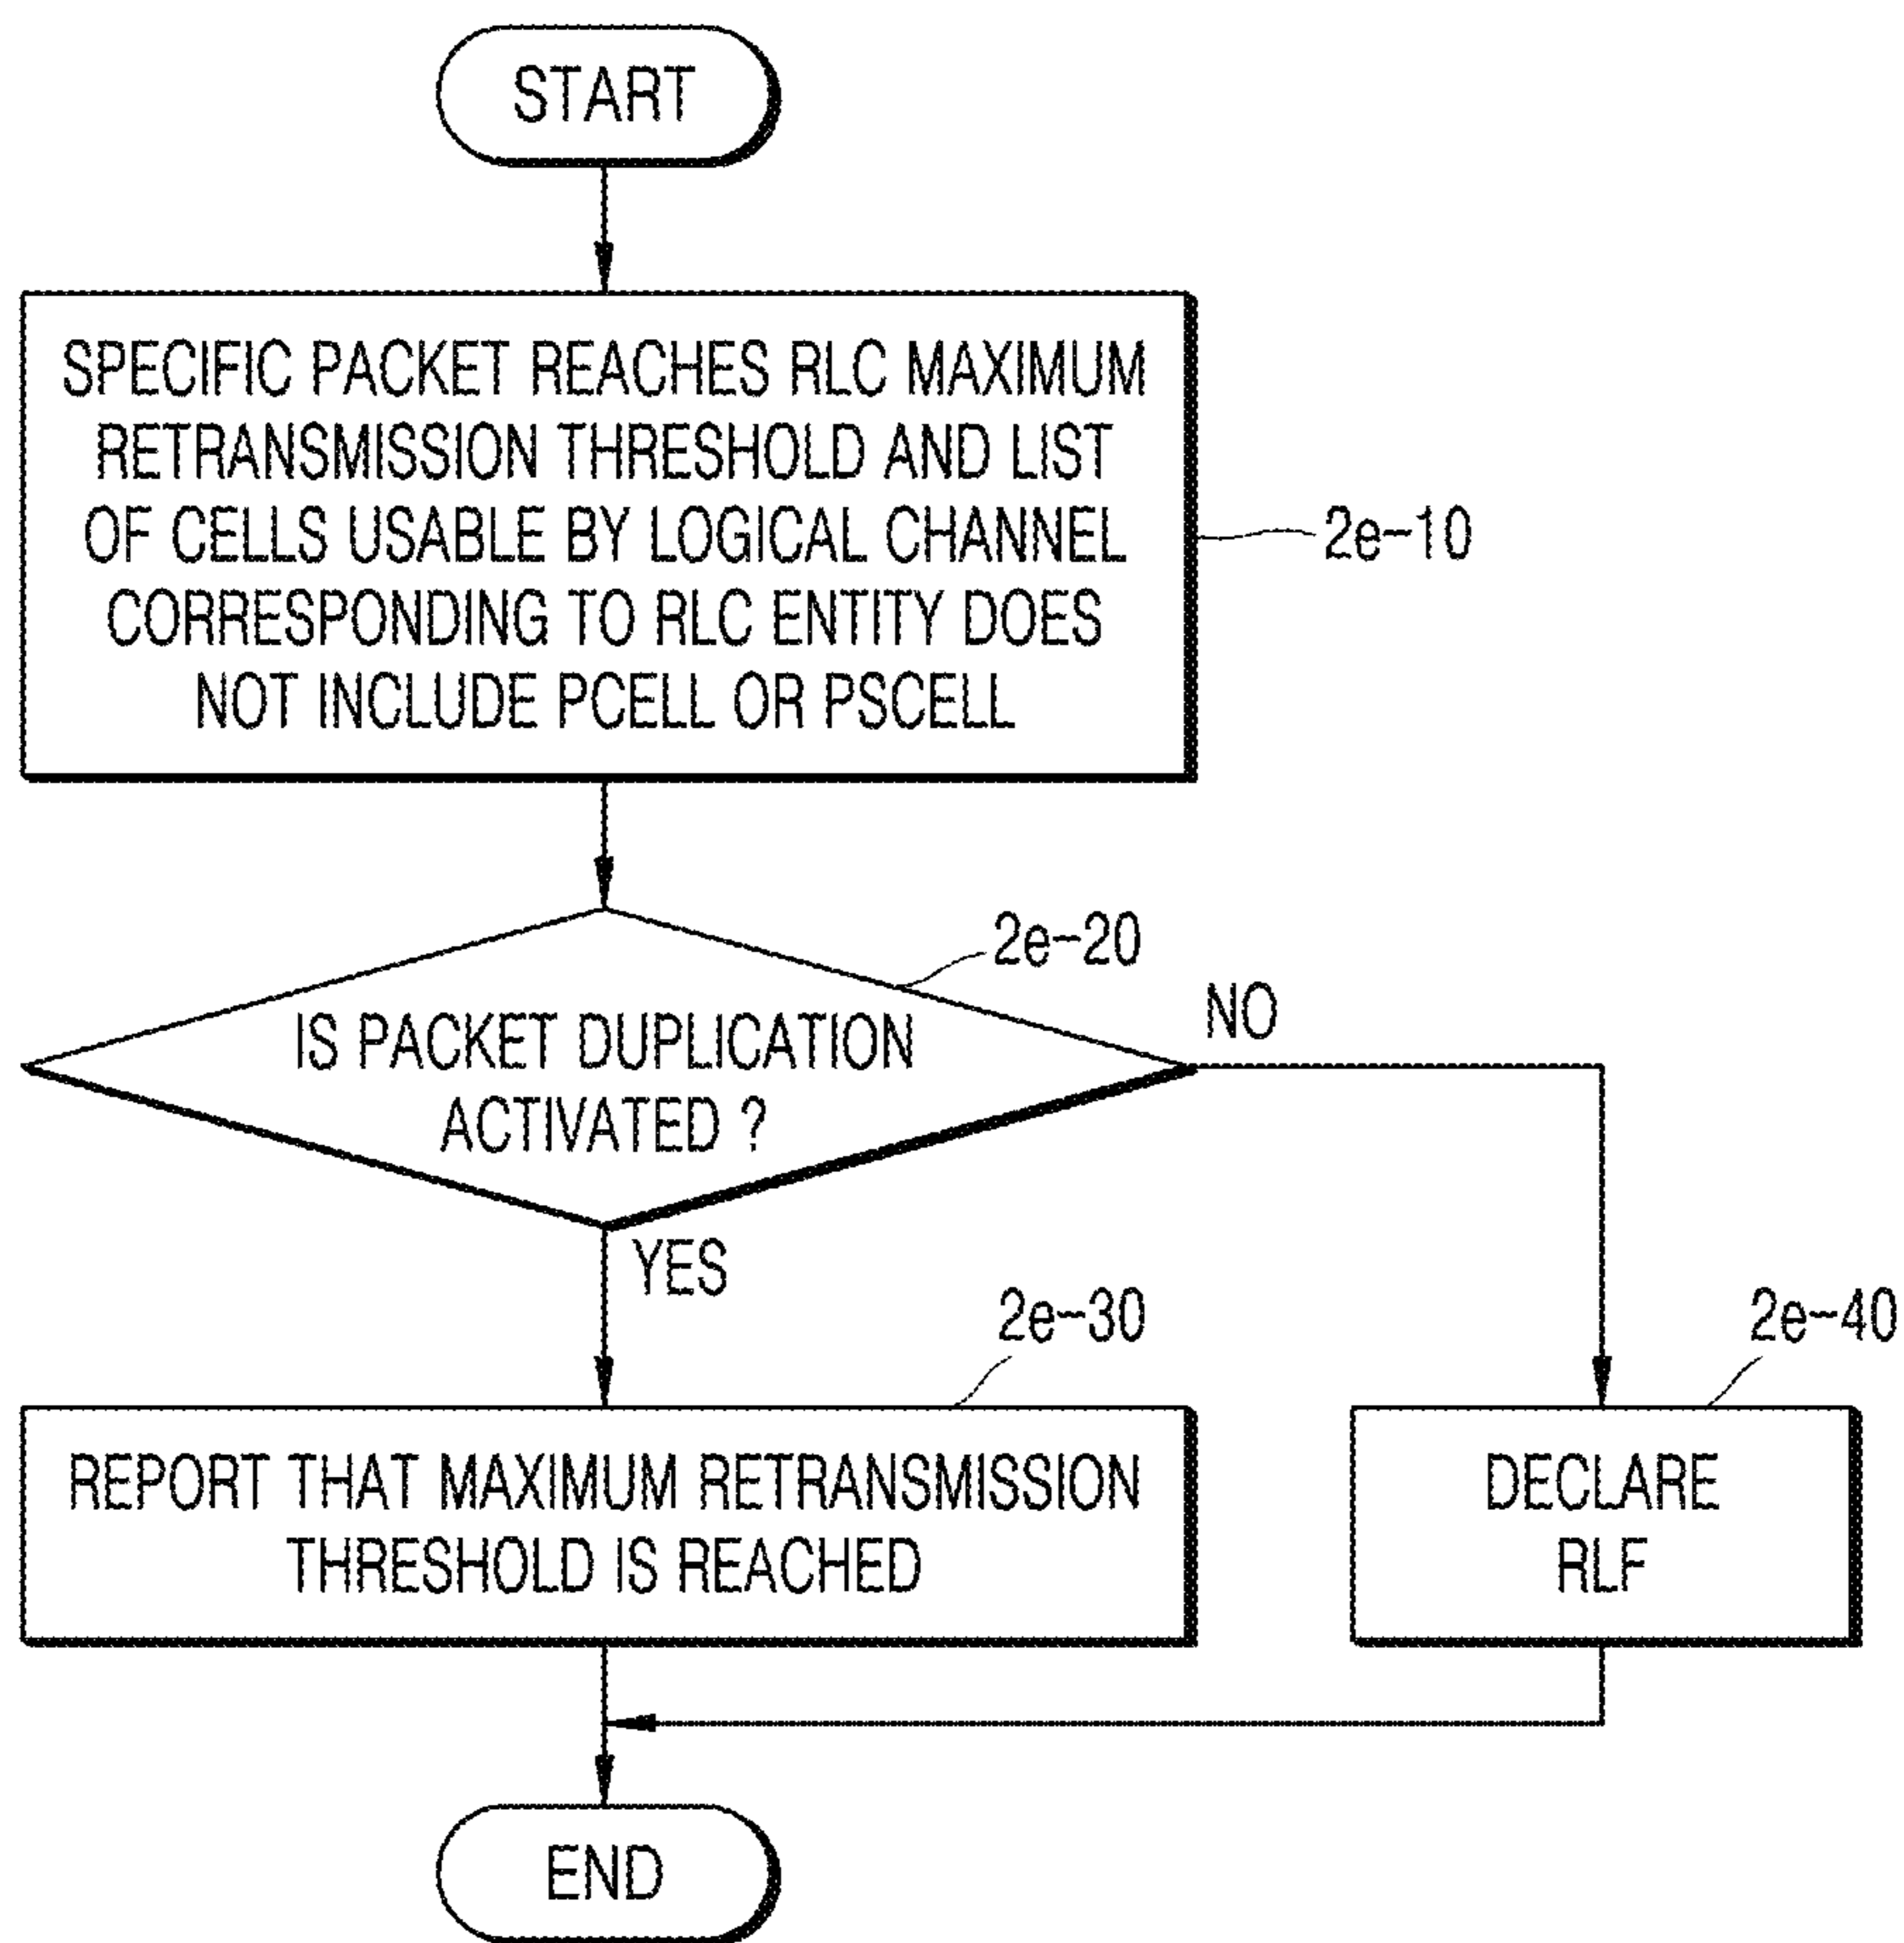 START
SPECIFIC PACKET REACHES RLC MAXIMUM
RETRANSMISSION THRESHOLD AND LIST
OF CELLS USABLE BY LOGICAL CHANNEL
CORRESPONDING TO RLC ENTITY DOES
NOT INCLUDE PCELL OR PSCELL
2e-10
2e-20
IS PACKET DUPLICATION
ACTIVATED ?
NO
YES
2e-30
REPORT THAT MAXIMUM RETRANSMISSION
THRESHOLD IS REACHED
2e-40
DECLARE
RLF
END